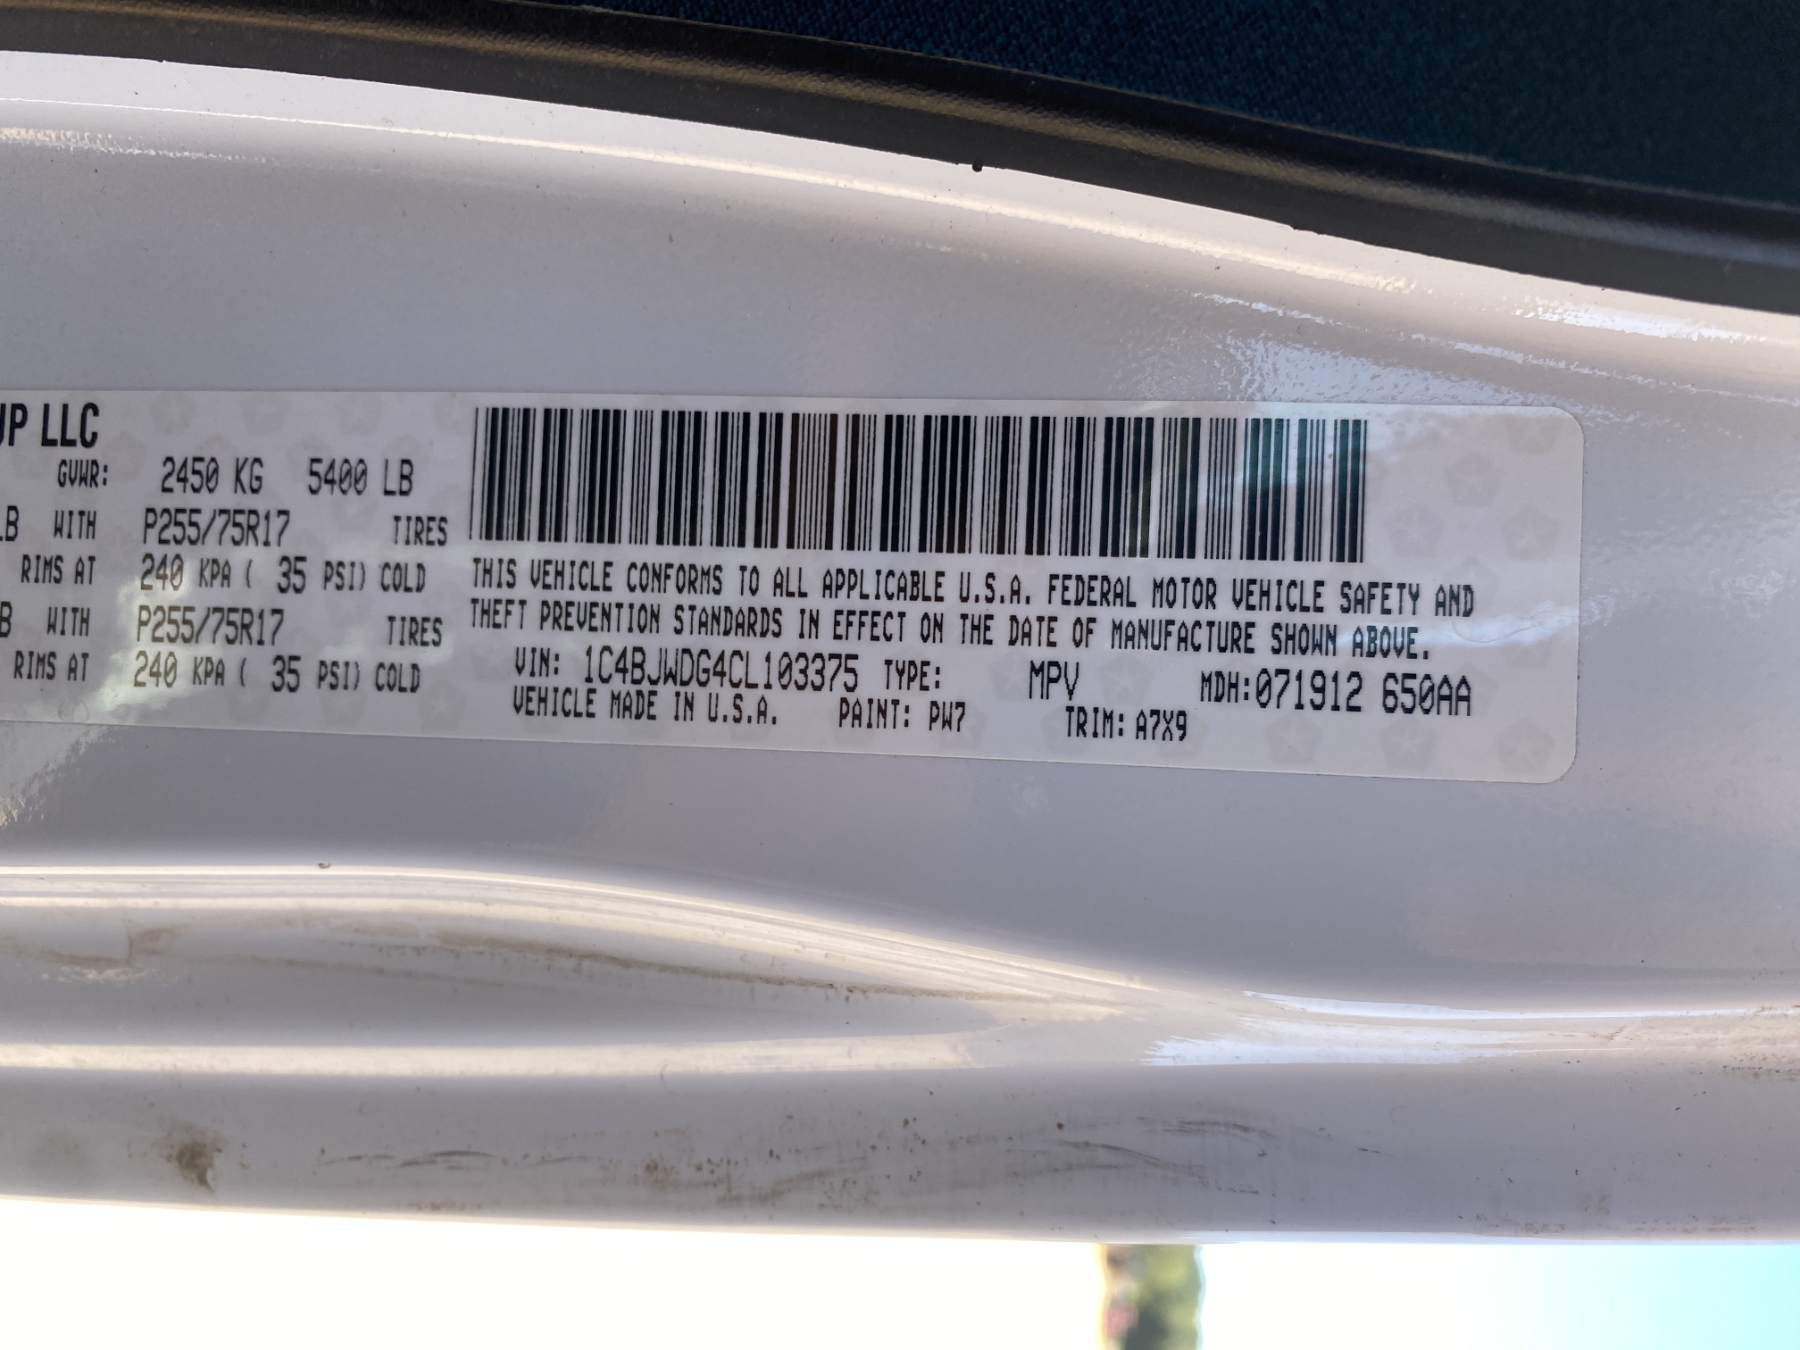 UP LLC
GVWR: 2450 KG 5400 LB
LB WITH P255/75R17 TIRES
RIMS AT 240 KPA ( 35 PSI) COLD
B WITH P255/75R17 TIRES
RIMS AT 240 KPA ( 35 PSI) COLD
THIS VEHICLE CONFORMS TO ALL APPLICABLE U.S.A. FEDERAL MOTOR VEHICLE SAFETY AND
THEFT PREVENTION STANDARDS IN EFFECT ON THE DATE OF MANUFACTURE SHOWN ABOVE.
VIN: 1C4BJWDG4CL103375 TYPE: MPV MDH:071912 650AA
VEHICLE MADE IN U.S.A. PAINT: PW7 TRIM: A7X9